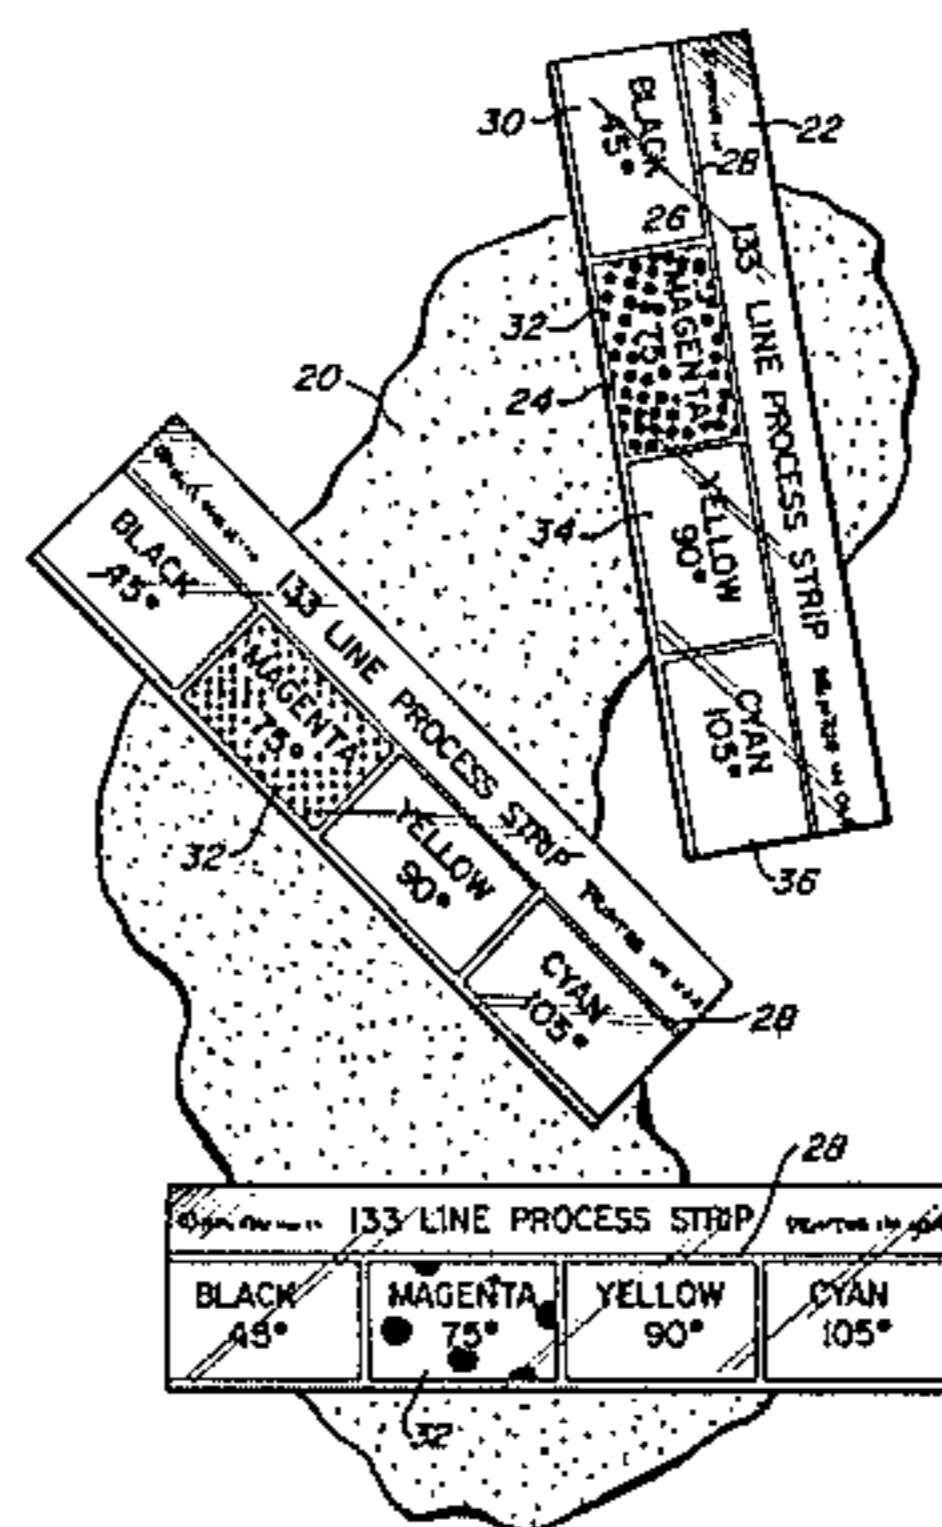 30
22
28
BLACK
45°
26
133 LINE PROCESS STRIP
32
MAGENTA
75°
24
20
34
YELLOW
90°
CYAN
105°
36
BLACK
45°
133 LINE PROCESS STRIP
MAGENTA
75°
32
YELLOW
90°
CYAN
105°
28
28
133 LINE PROCESS STRIP
BLACK
45°
MAGENTA
75°
YELLOW
90°
CYAN
105°
32